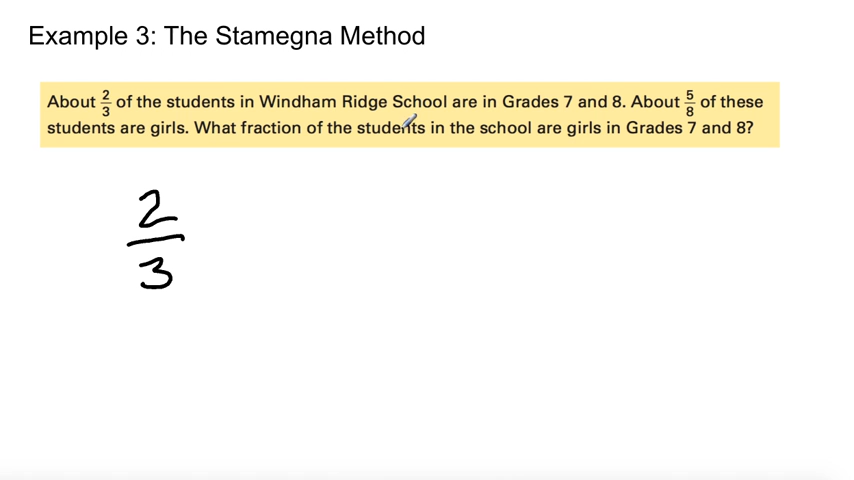 Example 3: The Stamegna Method
About 2/3 of the students in Windham Ridge School are in Grades 7 and 8. About 5/8 of these
students are girls. What fraction of the students in the school are girls in Grades 7 and 8?
2
3